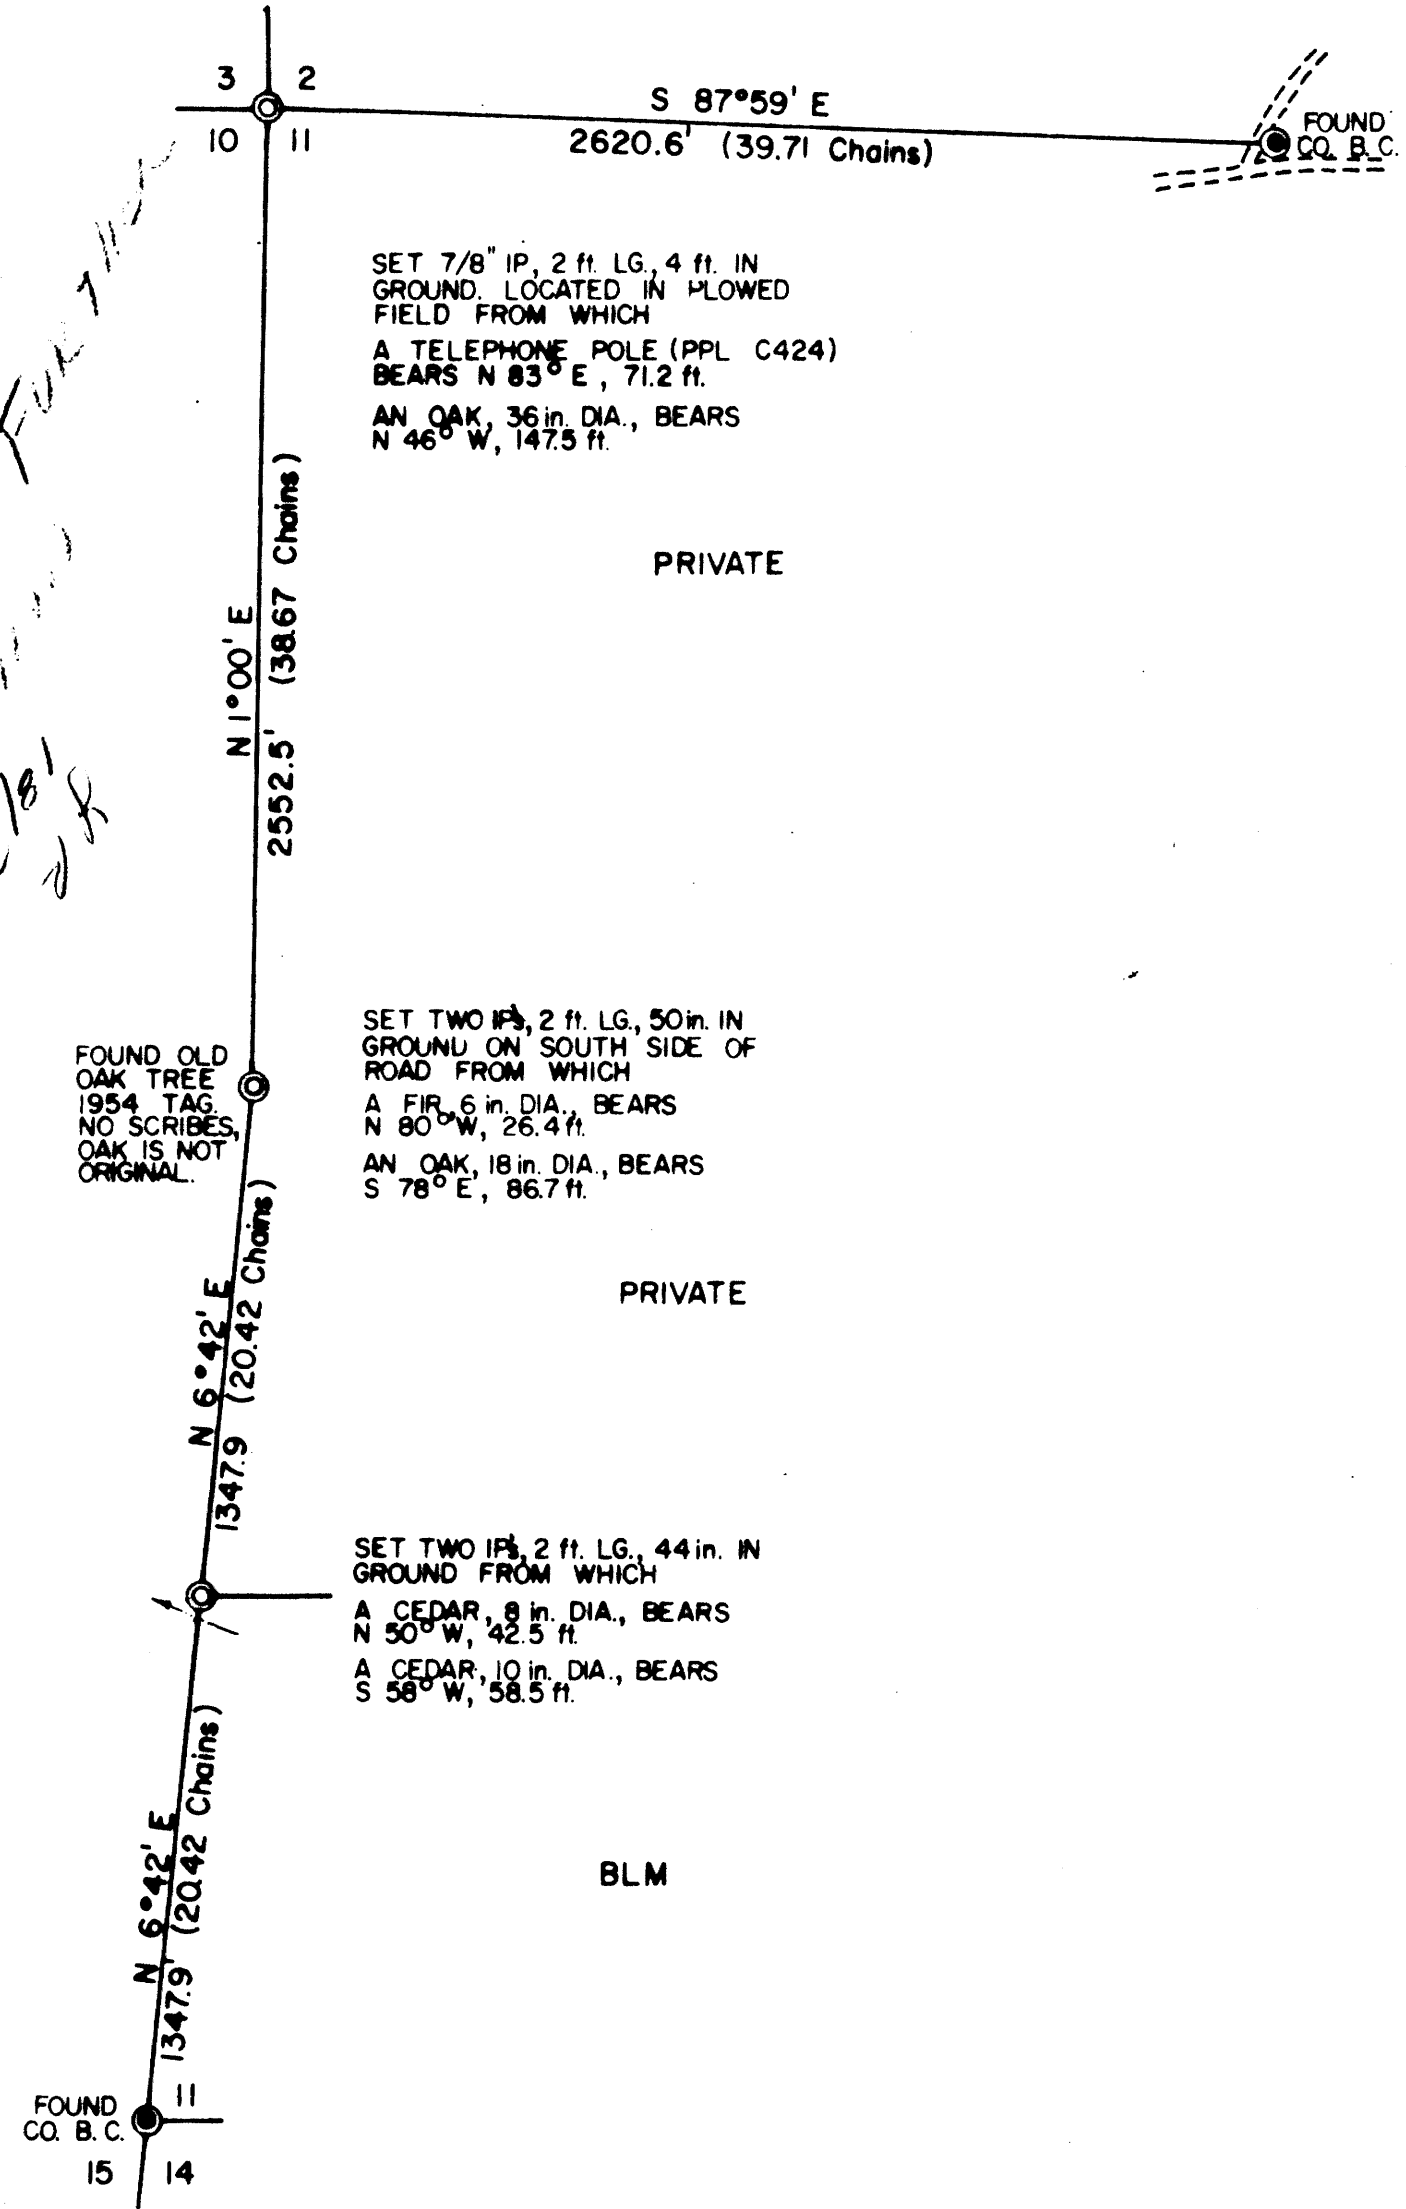 3 2
10 11
S 87°59' E
2620.6' (39.71 Chains)
FOUND
CO. B. C.
SET 7/8" IP, 2 ft. LG., 4 ft. IN
GROUND. LOCATED IN PLOWED
FIELD FROM WHICH
A TELEPHONE POLE (PPL C424)
BEARS N 83° E, 71.2 ft.
AN OAK, 36 in. DIA., BEARS
N 46° W, 147.5 ft.
PRIVATE
N 1°00' E
2552.5' (38.67 Chains)
18'
FOUND OLD
OAK TREE
1954 TAG.
NO SCRIBES,
OAK IS NOT
ORIGINAL.
SET TWO IP's, 2 ft. LG., 50 in. IN
GROUND ON SOUTH SIDE OF
ROAD FROM WHICH
A FIR, 6 in. DIA., BEARS
N 80° W, 26.4 ft.
AN OAK, 18 in. DIA., BEARS
S 78° E, 86.7 ft.
PRIVATE
N 6°42' E
1347.9 (20.42 Chains)
SET TWO IP's, 2 ft. LG., 44 in. IN
GROUND FROM WHICH
A CEDAR, 8 in. DIA., BEARS
N 50° W, 42.5 ft.
A CEDAR, 10 in. DIA., BEARS
S 58° W, 58.5 ft.
BLM
N 6°42' E
1347.9' (20.42 Chains)
11
FOUND
CO. B. C.
15 14